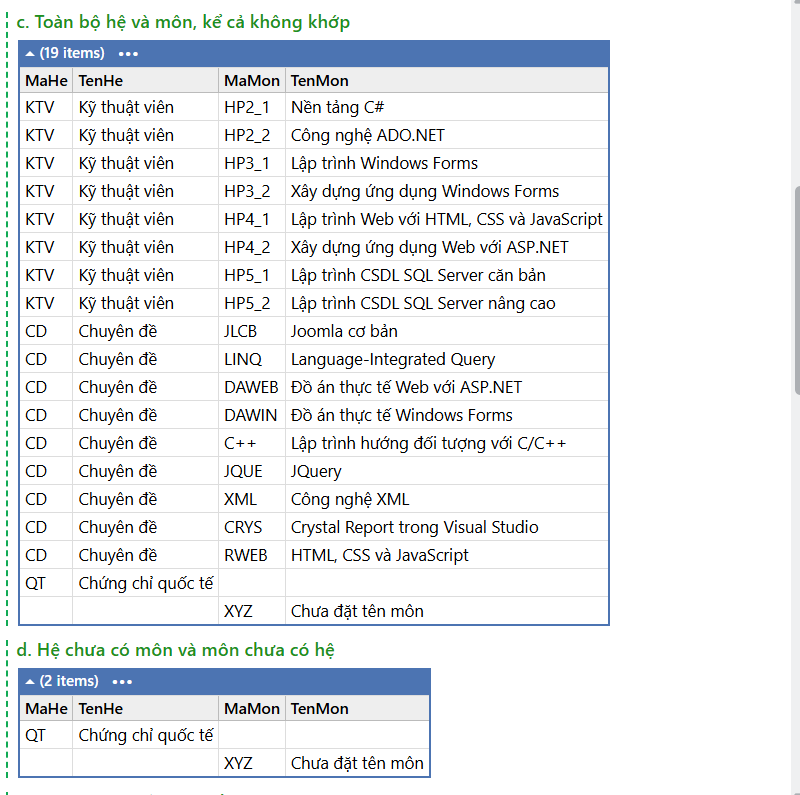 c. Toàn bộ hệ và môn, kể cả không khớp
(19 items) •••
MaHe TenHe MaMon TenMon
KTV Kỹ thuật viên HP2_1 Nền tảng C#
KTV Kỹ thuật viên HP2_2 Công nghệ ADO.NET
KTV Kỹ thuật viên HP3_1 Lập trình Windows Forms
KTV Kỹ thuật viên HP3_2 Xây dựng ứng dụng Windows Forms
KTV Kỹ thuật viên HP4_1 Lập trình Web với HTML, CSS và JavaScript
KTV Kỹ thuật viên HP4_2 Xây dựng ứng dụng Web với ASP.NET
KTV Kỹ thuật viên HP5_1 Lập trình CSDL SQL Server căn bản
KTV Kỹ thuật viên HP5_2 Lập trình CSDL SQL Server nâng cao
CD Chuyên đề JLCB Joomla cơ bản
CD Chuyên đề LINQ Language-Integrated Query
CD Chuyên đề DAWEB Đồ án thực tế Web với ASP.NET
CD Chuyên đề DAWIN Đồ án thực tế Windows Forms
CD Chuyên đề C++ Lập trình hướng đối tượng với C/C++
CD Chuyên đề JQUE JQuery
CD Chuyên đề XML Công nghệ XML
CD Chuyên đề CRYS Crystal Report trong Visual Studio
CD Chuyên đề RWEB HTML, CSS và JavaScript
QT Chứng chỉ quốc tế
XYZ Chưa đặt tên môn
d. Hệ chưa có môn và môn chưa có hệ
(2 items) •••
MaHe TenHe MaMon TenMon
QT Chứng chỉ quốc tế
XYZ Chưa đặt tên môn